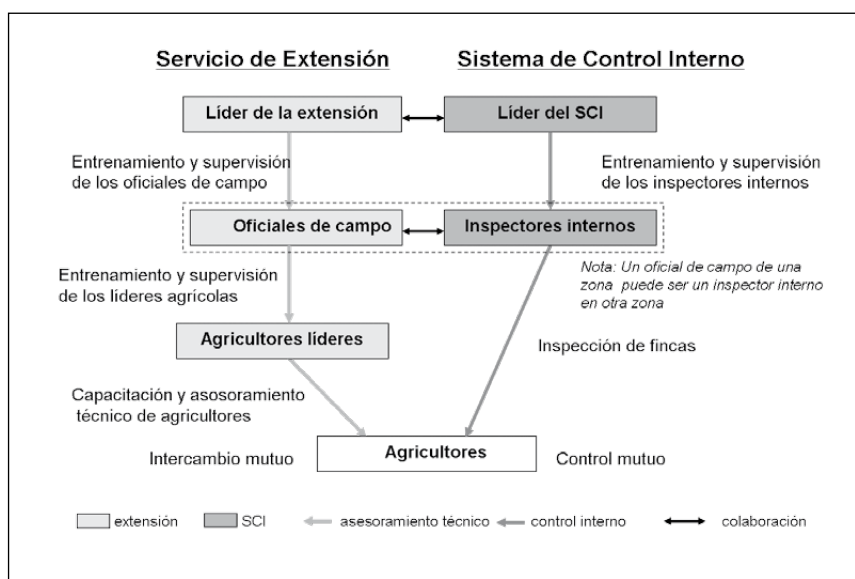 Servicio de Extensión
Sistema de Control Interno
Líder de la extensión
Líder del SCI
Entrenamiento y supervisión
de los oficiales de campo
Entrenamiento y supervisión
de los inspectores internos
Oficiales de campo
Inspectores internos
Entrenamiento y supervisión
de los líderes agrícolas
Nota: Un oficial de campo de una
zona puede ser un inspector interno
en otra zona
Agricultores líderes
Inspección de fincas
Capacitación y asosoramiento
técnico de agricultores
Intercambio mutuo
Agricultores
Control mutuo
extensión
SCI
asesoramiento técnico
control interno
colaboración